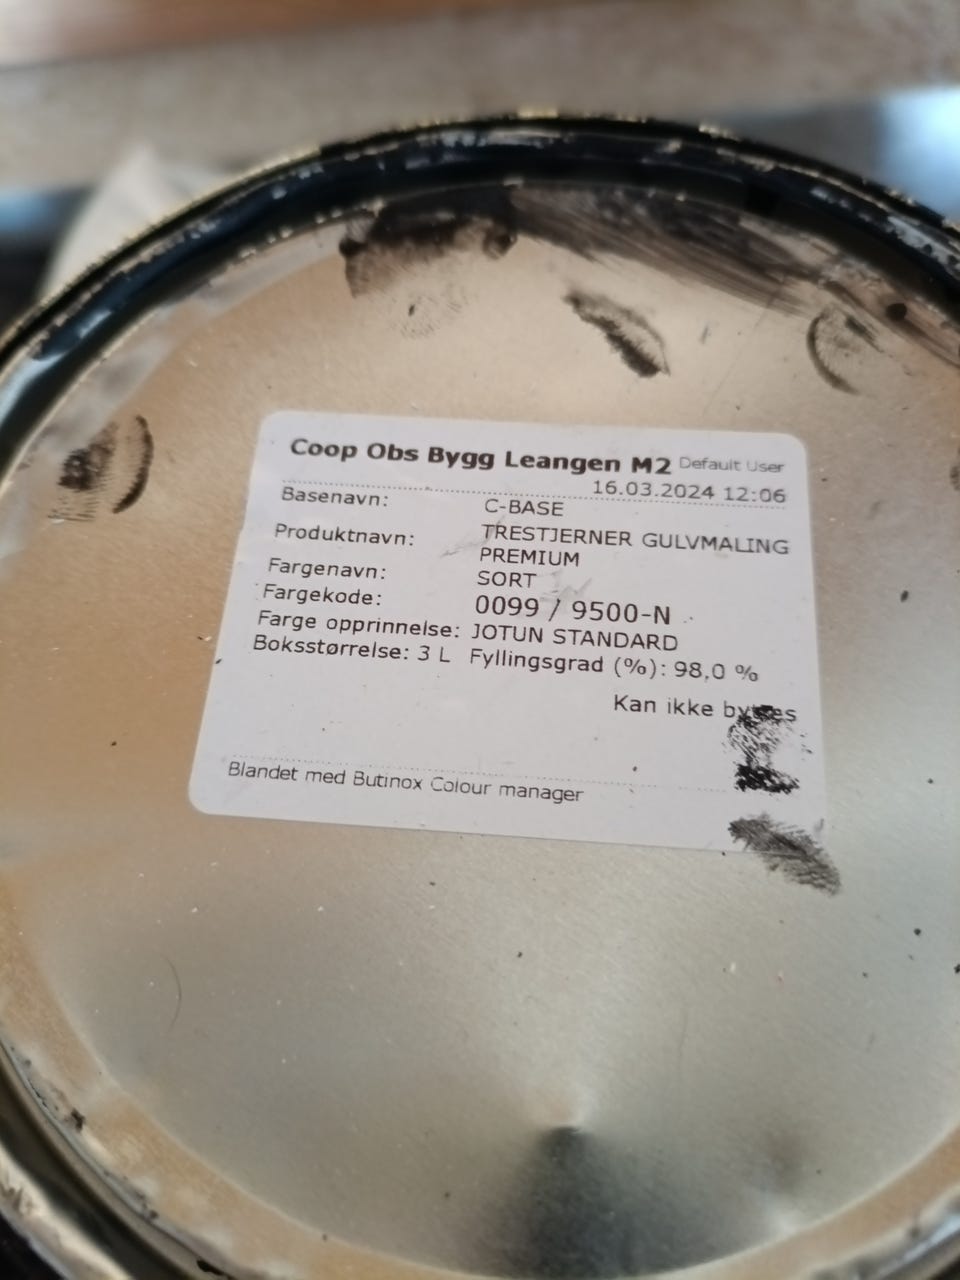 Coop Obs Bygg Leangen M2 Default User
16.03.2024 12:06
Basenavn: C-BASE
Produktnavn: TRESTJERNER GULVMALING
PREMIUM
Fargenavn: SORT
Fargekode: 0099 / 9500-N
Farge opprinnelse: JOTUN STANDARD
Boksstørrelse: 3 L Fyllingsgrad (%): 98,0 %
Kan ikke byttes
Blandet med Butinox Colour manager